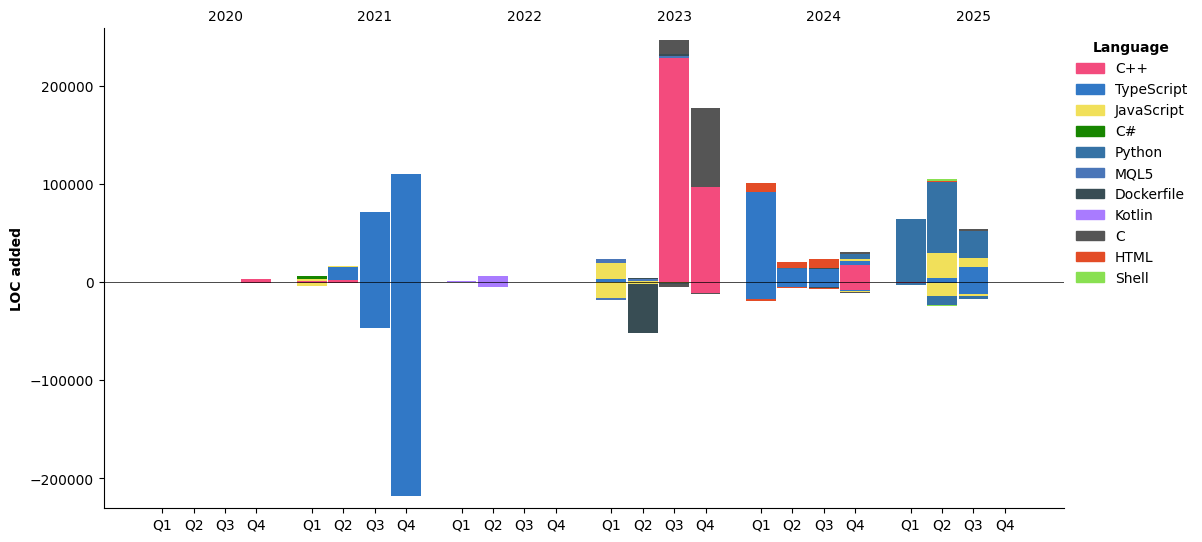 2020 2021 2022 2023 2024 2025
LOC added
200000
100000
0
−100000
−200000
Q1 Q2 Q3 Q4 Q1 Q2 Q3 Q4 Q1 Q2 Q3 Q4 Q1 Q2 Q3 Q4 Q1 Q2 Q3 Q4 Q1 Q2 Q3 Q4
Language
C++
TypeScript
JavaScript
C#
Python
MQL5
Dockerfile
Kotlin
C
HTML
Shell